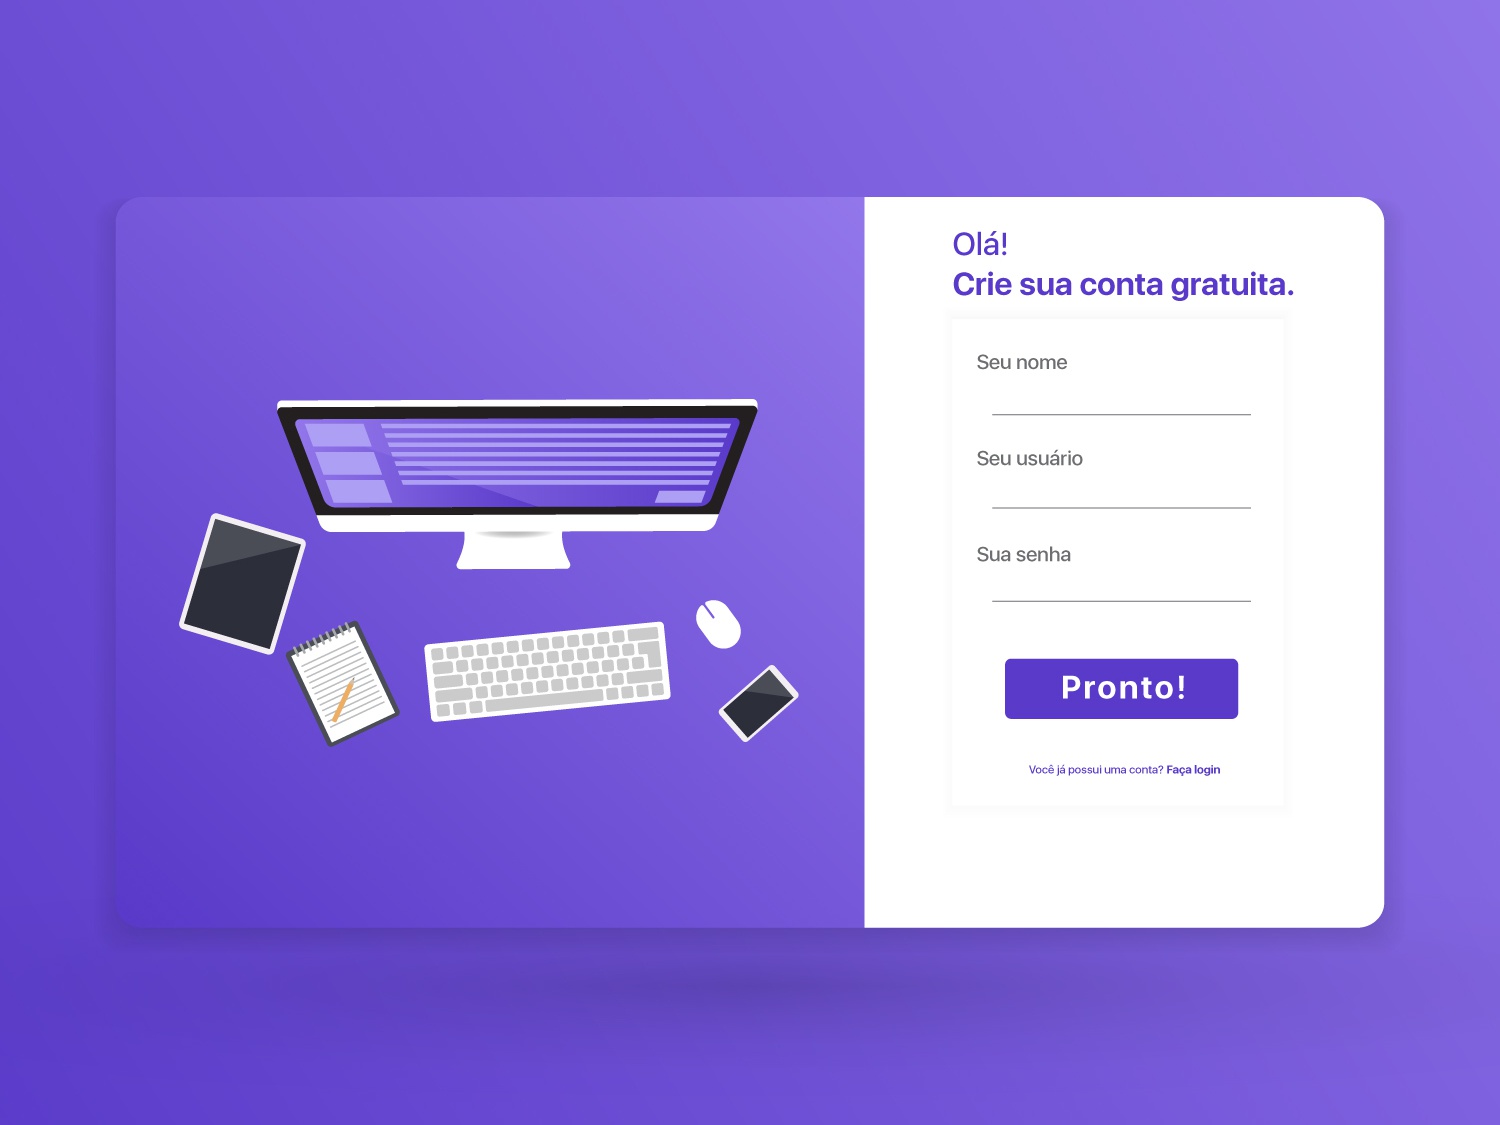 Olá!
Crie sua conta gratuita.
Seu nome
Seu usuário
Sua senha
Pronto!
Você já possui uma conta? Faça login